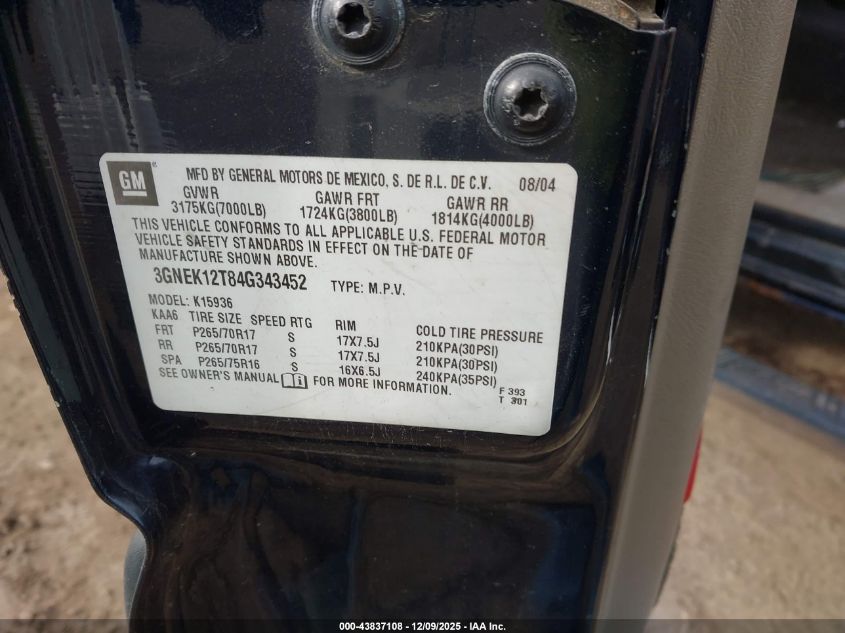 GM
®
MFD BY GENERAL MOTORS DE MEXICO, S. DE R.L. DE C.V. 08/04
GVWR GAWR FRT GAWR RR
3175KG(7000LB) 1724KG(3800LB) 1814KG(4000LB)
THIS VEHICLE CONFORMS TO ALL APPLICABLE U.S. FEDERAL MOTOR
VEHICLE SAFETY STANDARDS IN EFFECT ON THE DATE OF
MANUFACTURE SHOWN ABOVE.
3GNEK12T84G343452 TYPE: M.P.V.
MODEL: K15936
KAA6 TIRE SIZE SPEED RTG RIM COLD TIRE PRESSURE
FRT P265/70R17 S 17X7.5J 210KPA(30PSI)
RR P265/70R17 S 17X7.5J 210KPA(30PSI)
SPA P265/75R16 S 16X6.5J 240KPA(35PSI)
SEE OWNER'S MANUAL FOR MORE INFORMATION.
F 393
T 301
000-43837108 - 12/09/2025 - IAA Inc.